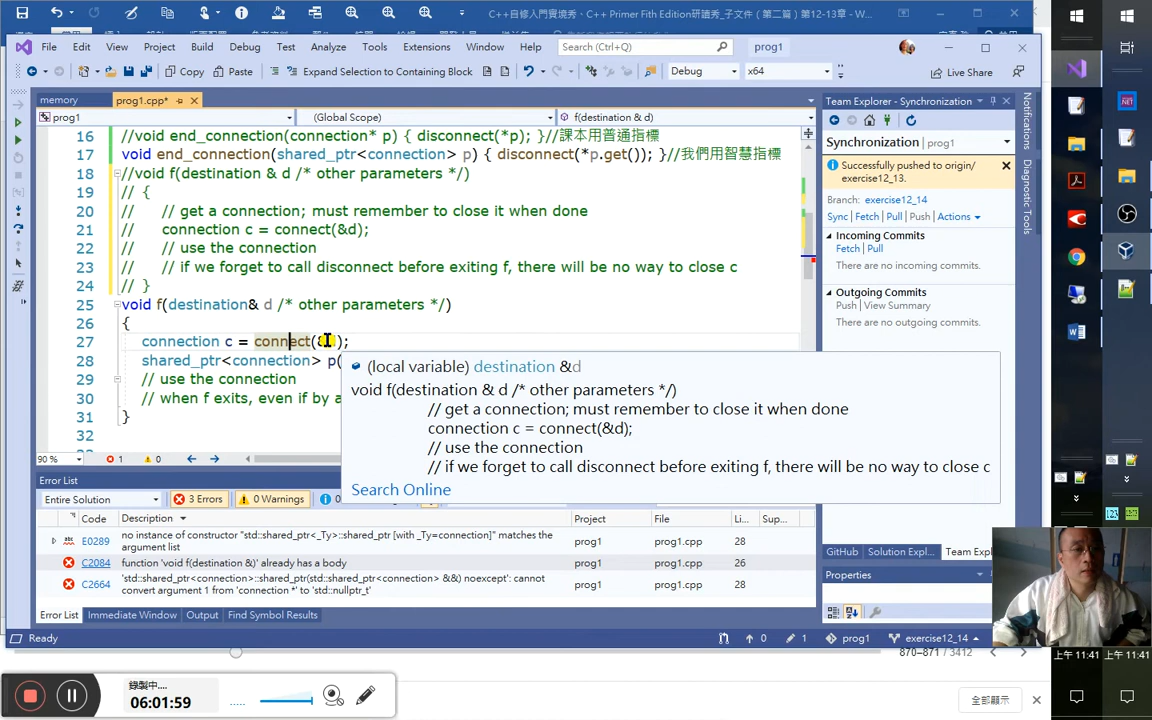 C++自修入門實境秀、C++ Primer Fifth Edition研讀秀_子文件（第二篇）12-13章 - W...
File Edit View Project Build Debug Test Analyze Tools Extensions Window Help Search (Ctrl+Q) prog1
Copy Paste Expand Selection to Containing Block Debug x64 Live Share
memory prog1.cpp*
prog1 (Global Scope) f(destination & d)
16 //void end_connection(connection* p) { disconnect(*p); }//課本用普通指標
17 void end_connection(shared_ptr<connection> p) { disconnect(*p.get()); }//我們用智慧指標
18 //void f(destination & d /* other parameters */)
19 // {
20 // // get a connection; must remember to close it when done
21 // connection c = connect(&d);
22 // // use the connection
23 // // if we forget to call disconnect before exiting f, there will be no way to close c
24 // }
25 void f(destination& d /* other parameters */)
26 {
27 connection c = connect(& );
28 shared_ptr<connection> p(
29 // use the connection
30 // when f exits, even if by a
31 }
32
(local variable) destination &d
void f(destination & d /* other parameters */)
// get a connection; must remember to close it when done
connection c = connect(&d);
// use the connection
// if we forget to call disconnect before exiting f, there will be no way to close c
Search Online
90 % 1 0
Error List
Entire Solution 3 Errors 0 Warnings 0
Code Description Project File Li... Sup...
E0289 no instance of constructor "std::shared_ptr<_Ty>::shared_ptr [with _Ty=connection]" matches the argument list prog1 prog1.cpp 28
C2084 function 'void f(destination &)' already has a body prog1 prog1.cpp 26
C2664 'std::shared_ptr<connection>::shared_ptr(std::shared_ptr<connection> &&) noexcept': cannot convert argument 1 from 'connection *' to 'std::nullptr_t' prog1 prog1.cpp 28
Error List Immediate Window Output Find Symbol Results
Ready 0 1 prog1 exercise12_14
Team Explorer - Synchronization
Synchronization prog1
Successfully pushed to origin/
exercise12_13.
Branch: exercise12_14
Sync Fetch Pull Push Actions
Incoming Commits
Fetch Pull
There are no incoming commits.
Outgoing Commits
Push View Summary
There are no outgoing commits.
GitHub Solution Expl... Team Expl
Properties
Notifications
Diagnostic Tools
870–871 / 3412
錄製中....
06:01:59
全部顯示
上午 11:41 上午 11:41